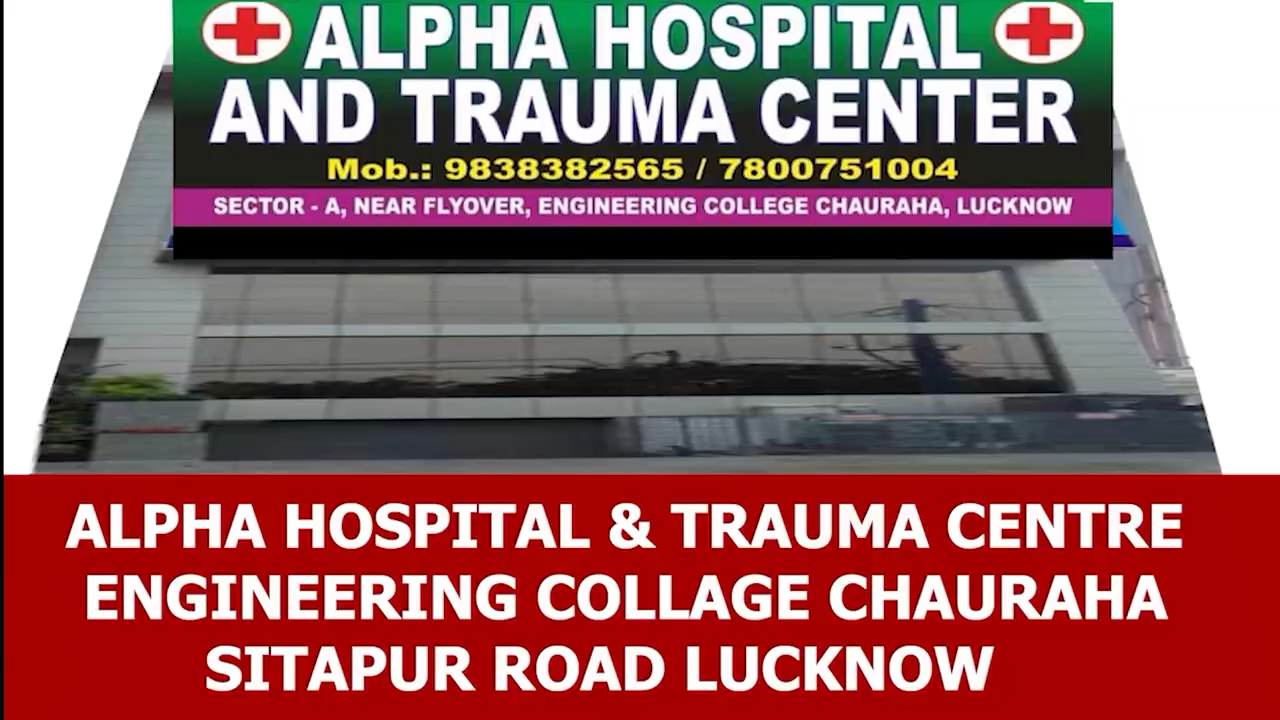 ALPHA HOSPITAL
AND TRAUMA CENTER
Mob.: 9838382565 / 7800751004
SECTOR - A, NEAR FLYOVER, ENGINEERING COLLEGE CHAURAHA, LUCKNOW
ALPHA HOSPITAL & TRAUMA CENTRE
ENGINEERING COLLAGE CHAURAHA
SITAPUR ROAD LUCKNOW